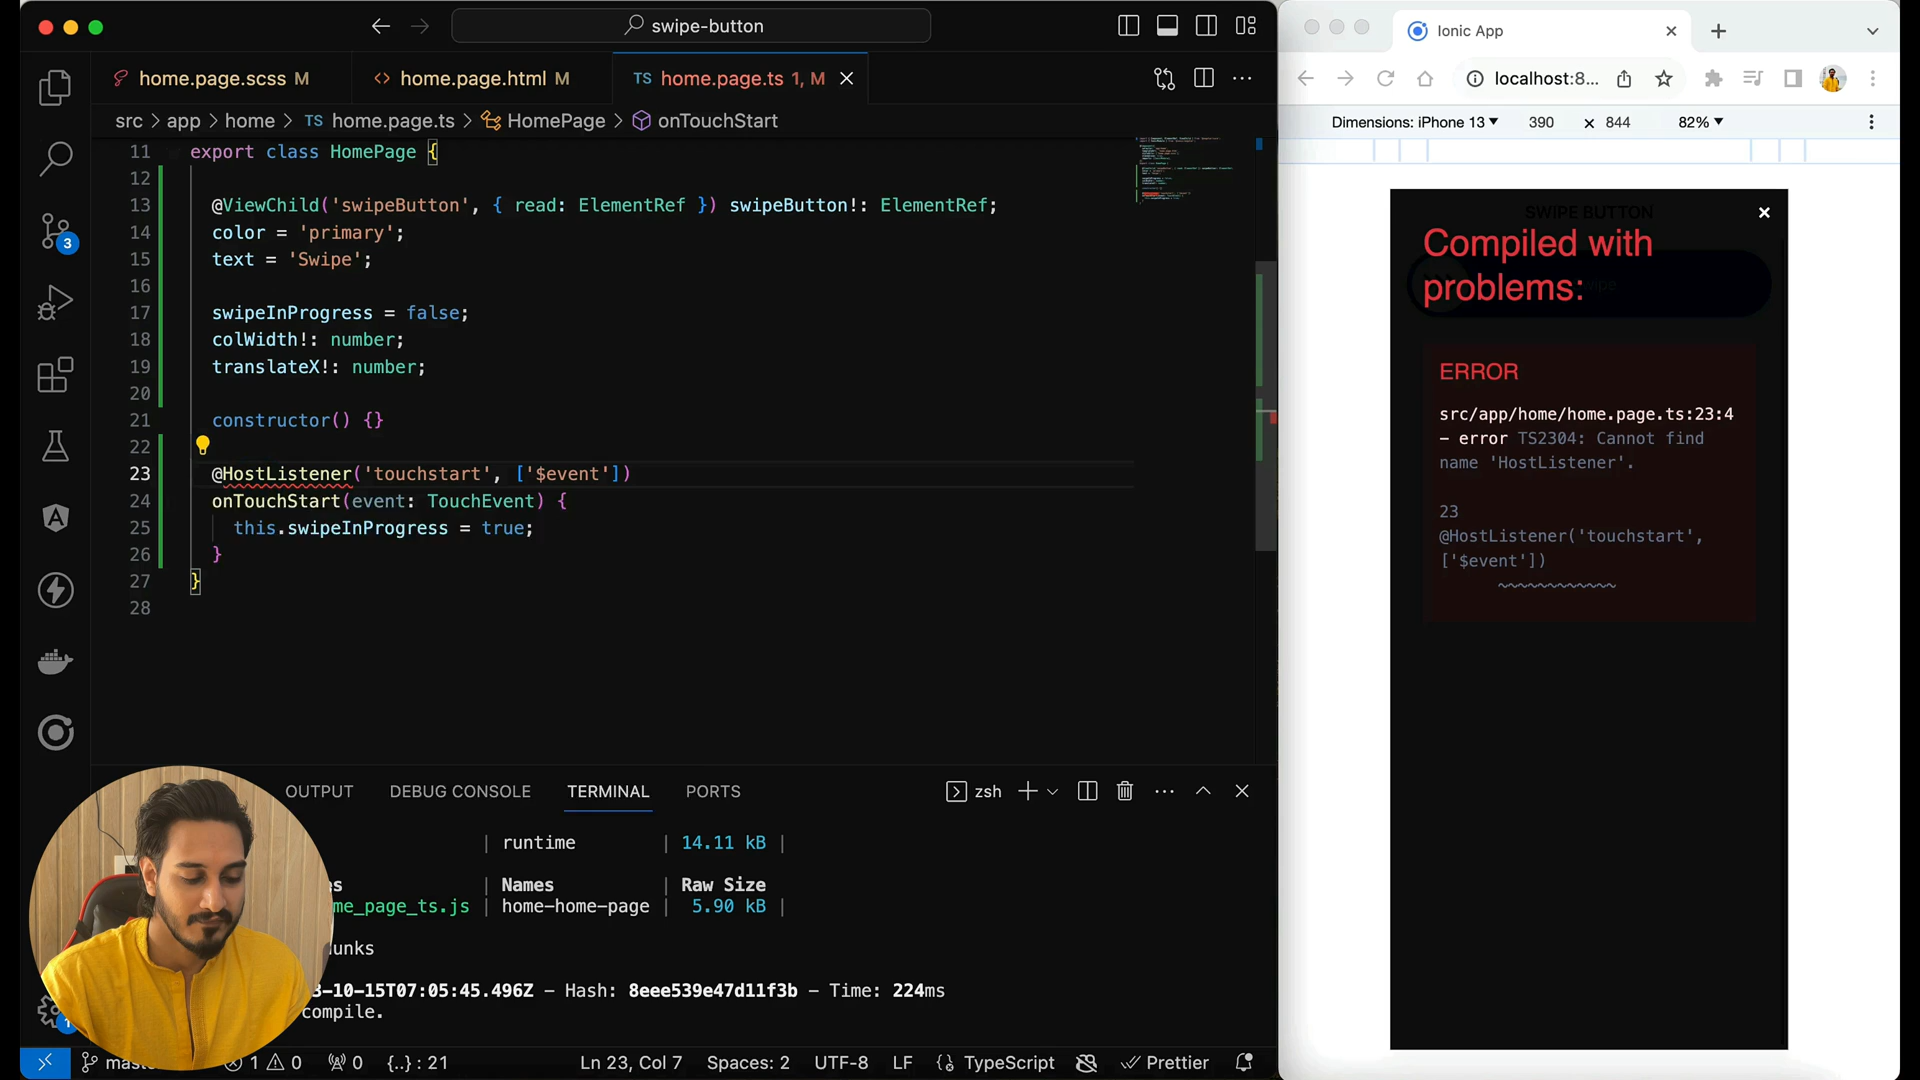 swipe-button
home.page.scss M
home.page.html M
TS home.page.ts 1, M
src > app > home > TS home.page.ts > HomePage > onTouchStart
11 export class HomePage {
12
13 @ViewChild('swipeButton', { read: ElementRef }) swipeButton!: ElementRef;
14 color = 'primary';
15 text = 'Swipe';
16
17 swipeInProgress = false;
18 colWidth!: number;
19 translateX!: number;
20
21 constructor() {}
22
23 @HostListener('touchstart', ['$event'])
24 onTouchStart(event: TouchEvent) {
25 this.swipeInProgress = true;
26 }
27 }
28
3
OUTPUT DEBUG CONSOLE TERMINAL PORTS
zsh
| runtime | 14.11 kB |
| Names | Raw Size
me_page_ts.js | home-home-page | 5.90 kB |
3-10-15T07:05:45.496Z - Hash: 8eee539e47d11f3b - Time: 224ms
compile.
1 0 0 {..} : 21 Ln 23, Col 7 Spaces: 2 UTF-8 LF {} TypeScript Prettier
Ionic App
localhost:8...
Dimensions: iPhone 13 390 × 844 82%
SWIPE BUTTON
Compiled with
problems:
ERROR
src/app/home/home.page.ts:23:4
- error TS2304: Cannot find
name 'HostListener'.
23
@HostListener('touchstart',
['$event'])
~~~~~~~~~~~~